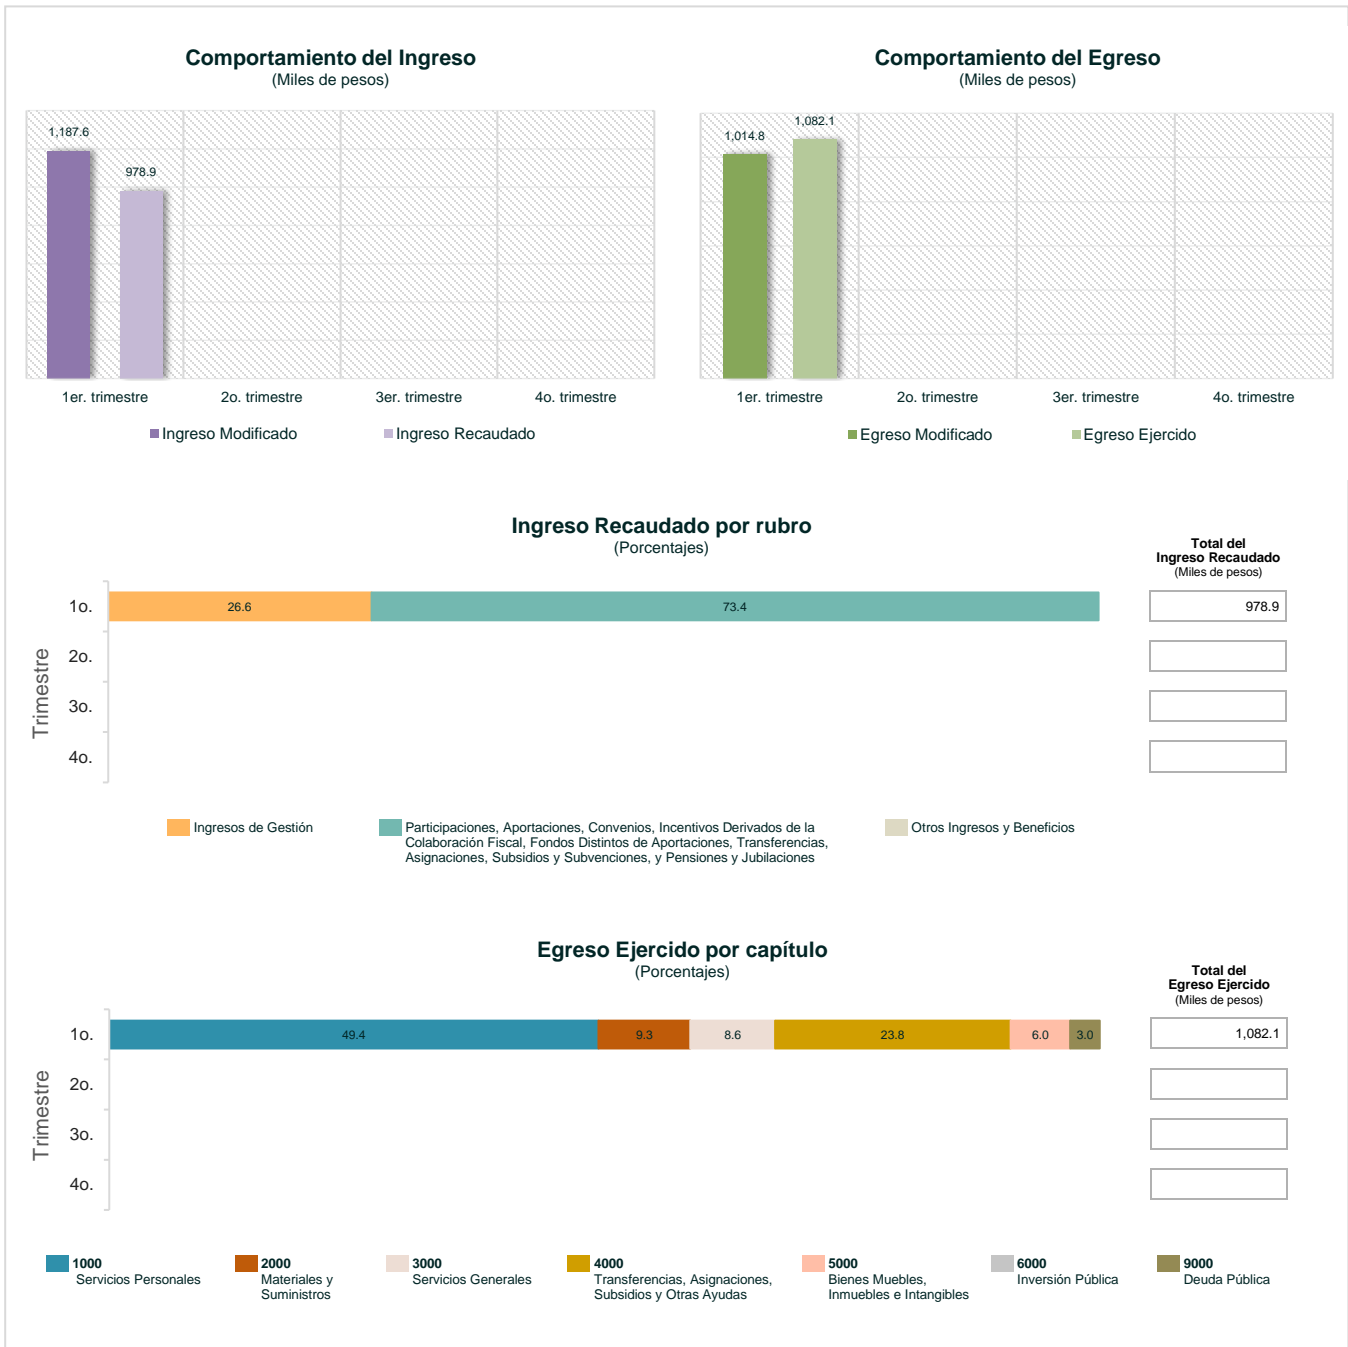 Comportamiento del Ingreso
(Miles de pesos)
1,187.6
978.9
1er. trimestre
2o. trimestre
3er. trimestre
4o. trimestre
Ingreso Modificado
Ingreso Recaudado
Comportamiento del Egreso
(Miles de pesos)
1,014.8
1,082.1
1er. trimestre
2o. trimestre
3er. trimestre
4o. trimestre
Egreso Modificado
Egreso Ejercido
Ingreso Recaudado por rubro
(Porcentajes)
Total del
Ingreso Recaudado
(Miles de pesos)
Trimestre
1o.
26.6
73.4
978.9
2o.
3o.
4o.
Ingresos de Gestión
Participaciones, Aportaciones, Convenios, Incentivos Derivados de la
Colaboración Fiscal, Fondos Distintos de Aportaciones, Transferencias,
Asignaciones, Subsidios y Subvenciones, y Pensiones y Jubilaciones
Otros Ingresos y Beneficios
Egreso Ejercido por capítulo
(Porcentajes)
Total del
Egreso Ejercido
(Miles de pesos)
Trimestre
1o.
49.4
9.3
8.6
23.8
6.0
3.0
1,082.1
2o.
3o.
4o.
1000
Servicios Personales
2000
Materiales y
Suministros
3000
Servicios Generales
4000
Transferencias, Asignaciones,
Subsidios y Otras Ayudas
5000
Bienes Muebles,
Inmuebles e Intangibles
6000
Inversión Pública
9000
Deuda Pública